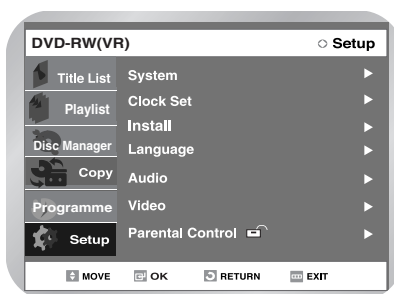 DVD-RW(VR)
Setup
Title List
Playlist
Disc Manager
Copy
Programme
Setup
System
Clock Set
Install
Language
Audio
Video
Parental Control
MOVE OK RETURN EXIT